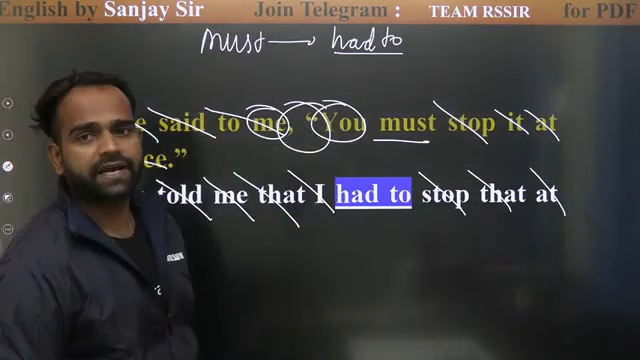 English by Sanjay Sir Join Telegram : TEAM RSSIR for PDF
must → had to
said to me, “You must stop it at
ce.”
told me that I had to stop that at